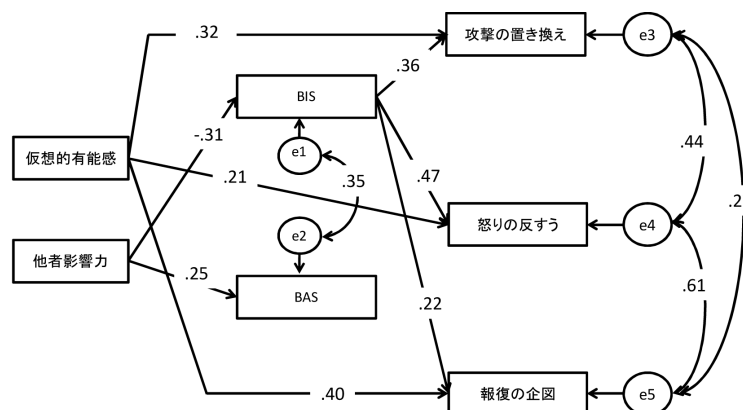 .32
攻撃の置き換え
e3
.36
BIS
-.31
e1
.44
仮想的有能感
.21
.35
.47
.2
e2
怒りの反すう
e4
他者影響力
.25
BAS
.22
.61
.40
報復の企図
e5